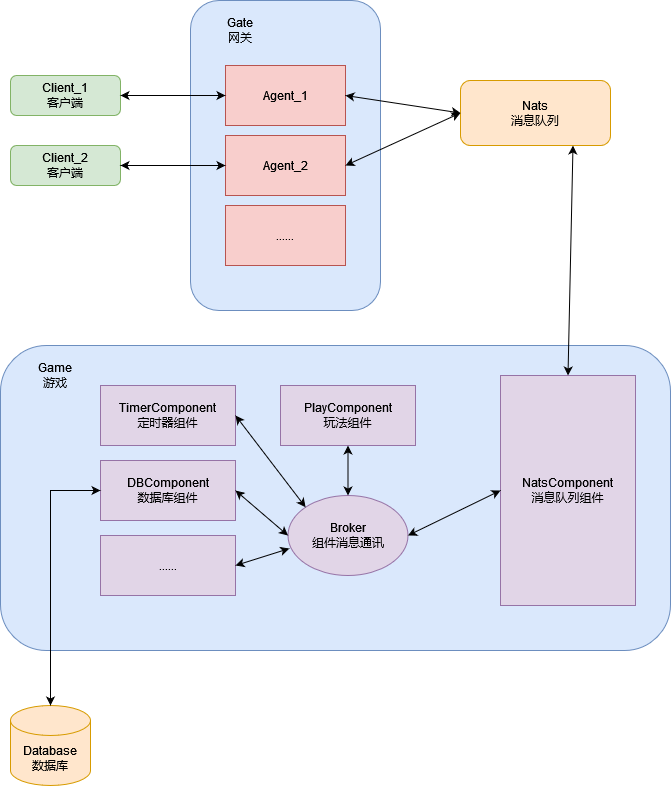 Gate
网关
Client_1
客户端
Agent_1
Nats
消息队列
Client_2
客户端
Agent_2
......
Game
游戏
TimerComponent
定时器组件
PlayComponent
玩法组件
DBComponent
数据库组件
NatsComponent
消息队列组件
Broker
组件消息通讯
......
Database
数据库